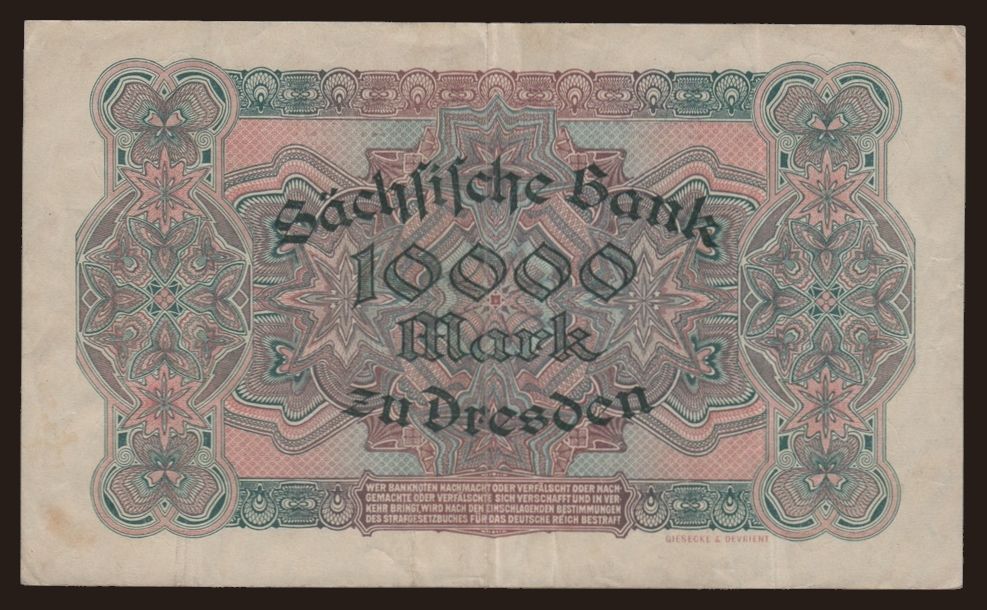 Sächsische Bank
10000
Mark
zu Dresden
WER BANKNOTEN NACHMACHT ODER VERFÄLSCHT ODER NACH-
GEMACHTE ODER VERFÄLSCHTE SICH VERSCHAFFT UND IN VER-
KEHR BRINGT, WIRD NACH DEN EINSCHLAGENDEN BESTIMMUNGEN
DES STRAFGESETZBUCHES FÜR DAS DEUTSCHE REICH BESTRAFT
GIESECKE & DEVRIENT